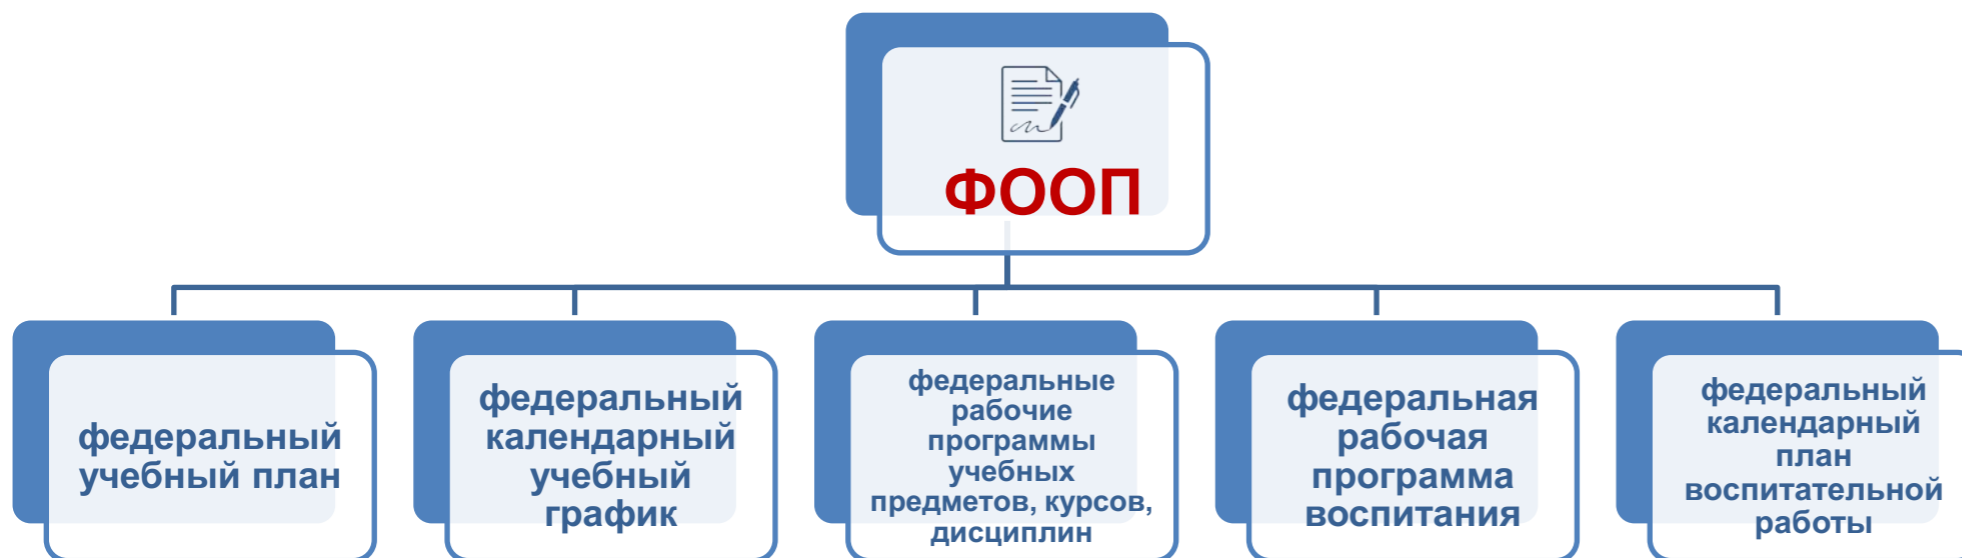 ФООП
федеральный
учебный план
федеральный
календарный
учебный
график
федеральные
рабочие
программы
учебных
предметов, курсов,
дисциплин
федеральная
рабочая
программа
воспитания
федеральный
календарный
план
воспитательной
работы